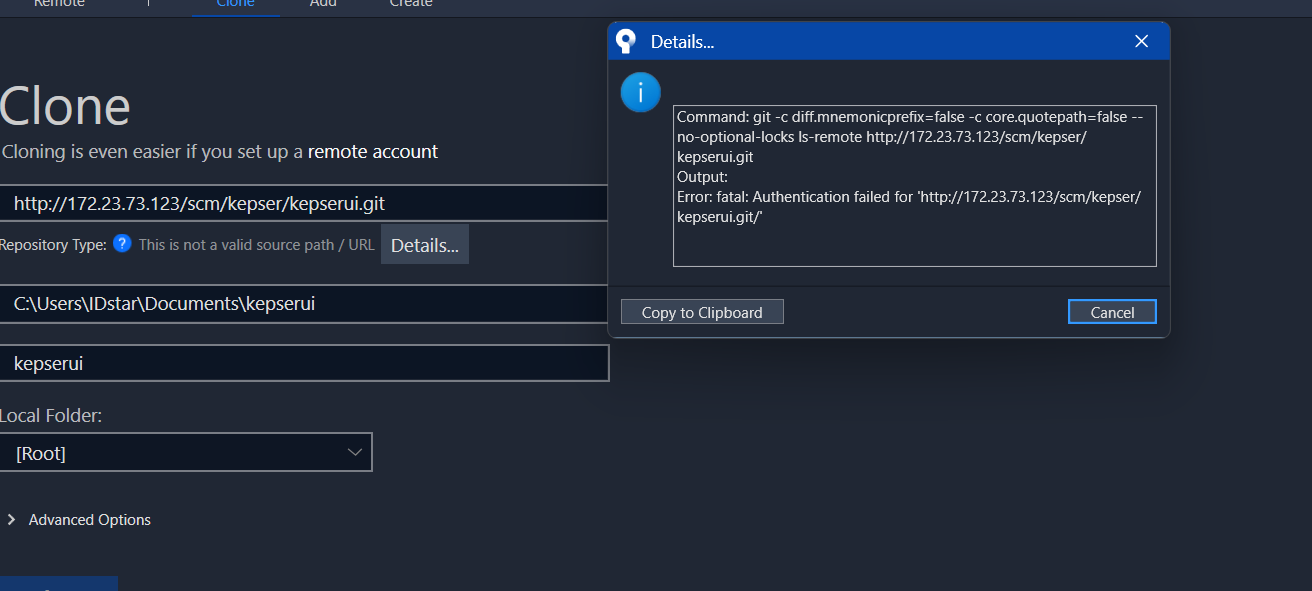 Remote
Clone
Add
Create
Clone
Cloning is even easier if you set up a remote account
http://172.23.73.123/scm/kepser/kepserui.git
Repository Type: ? This is not a valid source path / URL Details...
C:\Users\IDstar\Documents\kepserui
kepserui
Local Folder:
[Root]
Advanced Options
Details...
Command: git -c diff.mnemonicprefix=false -c core.quotepath=false --
no-optional-locks ls-remote http://172.23.73.123/scm/kepser/
kepserui.git
Output:
Error: fatal: Authentication failed for 'http://172.23.73.123/scm/kepser/
kepserui.git/'
Copy to Clipboard
Cancel